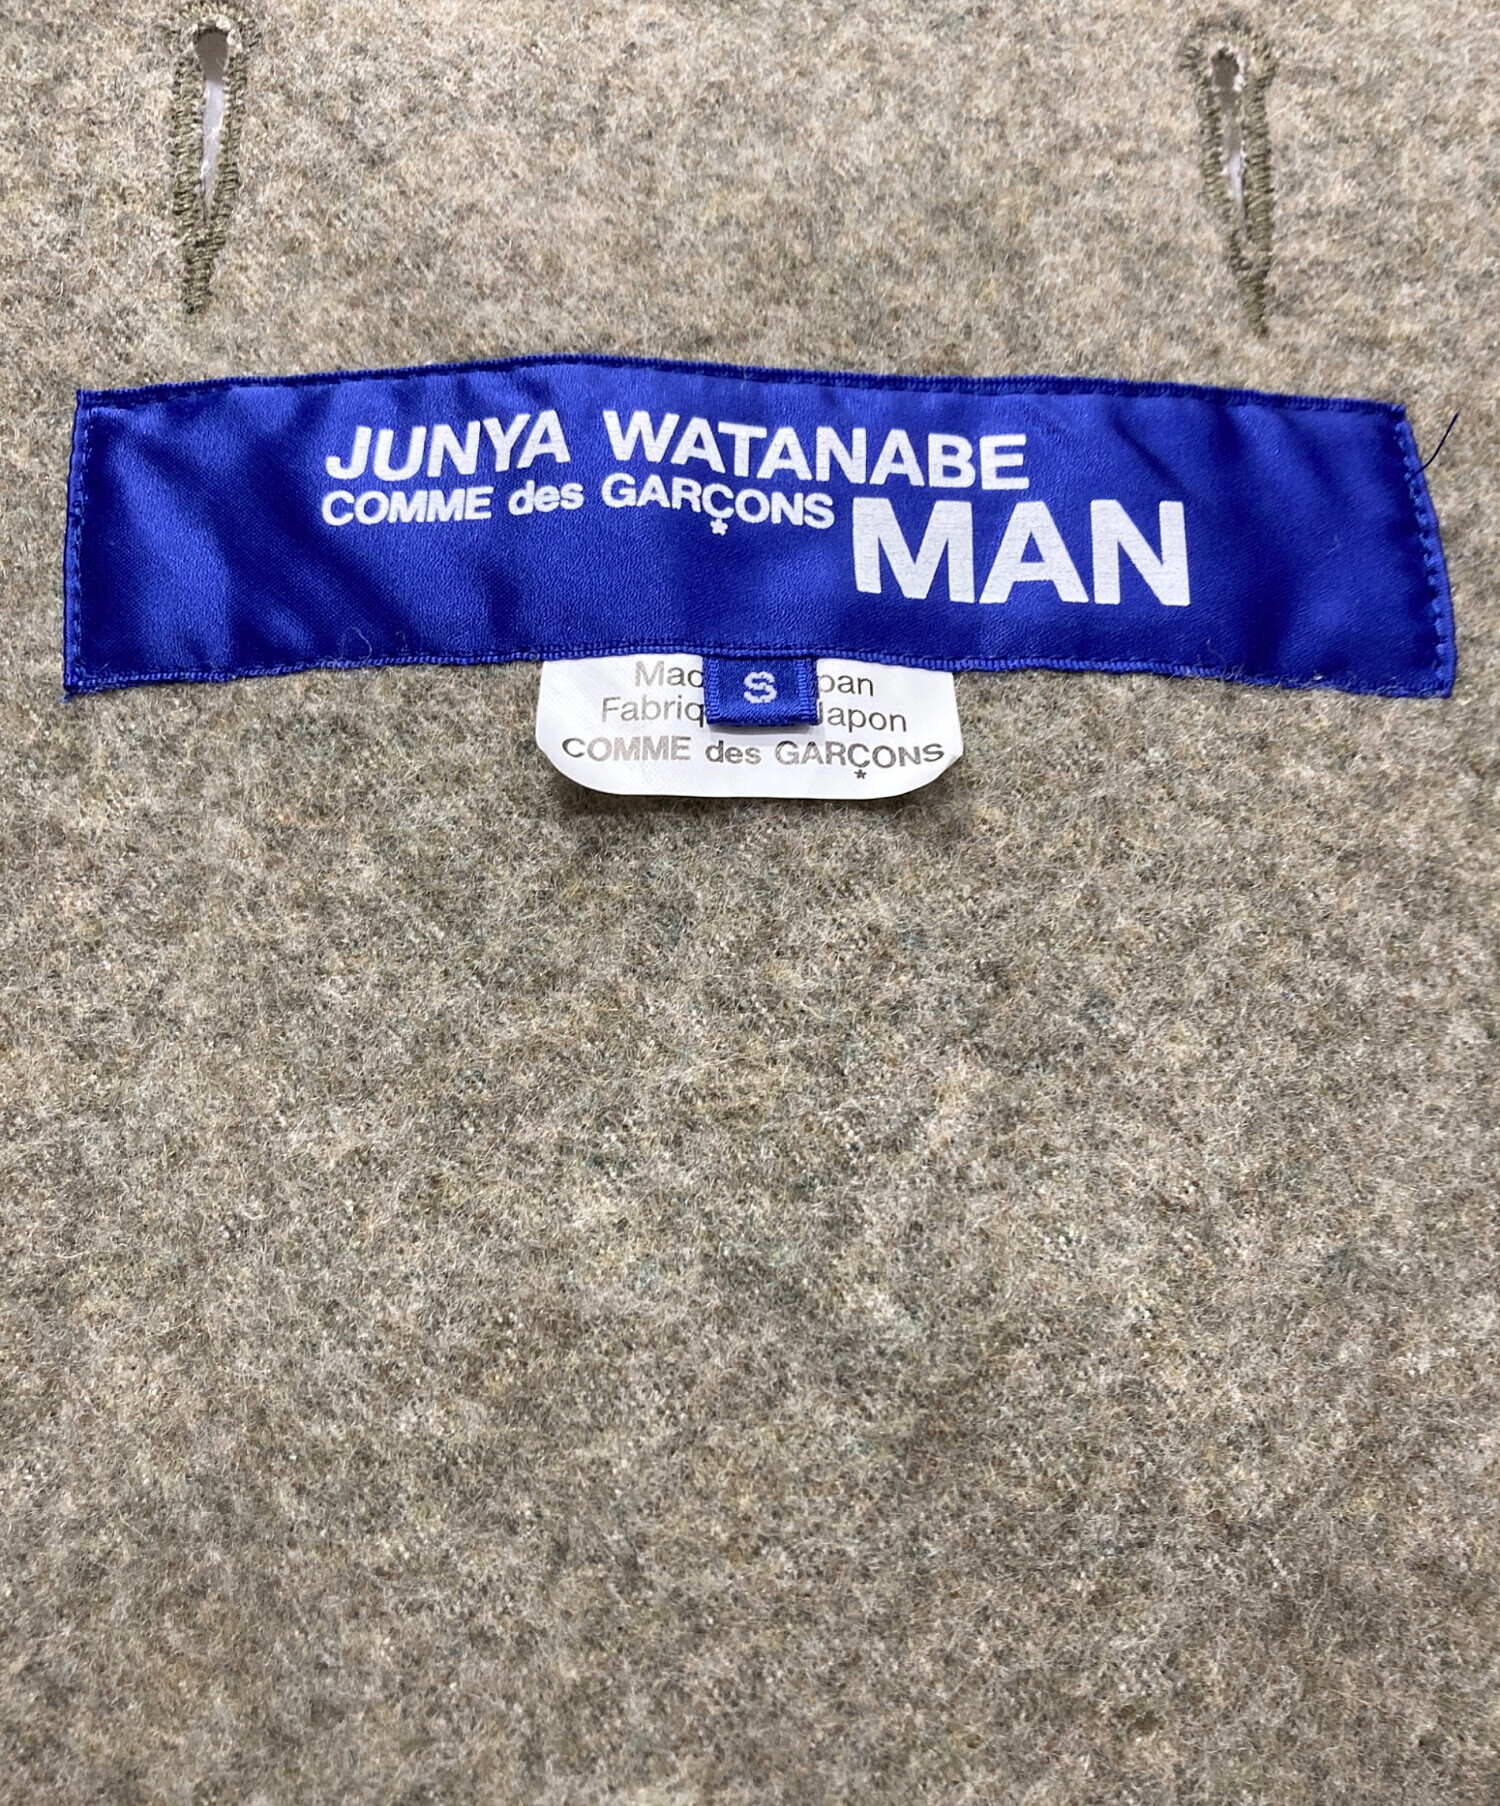 JUNYA WATANABE
COMME des GARÇONS MAN
S
COMME des GARÇONS